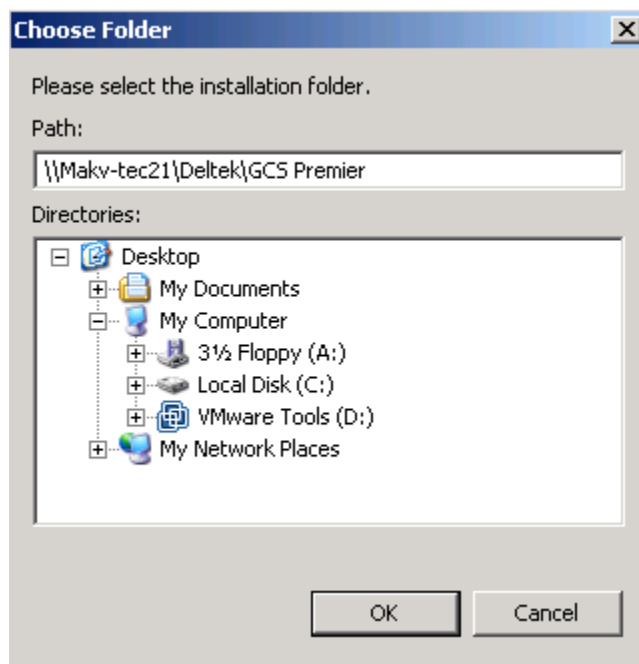 Choose Folder
Please select the installation folder.
Path:
\\Makv-tec21\Deltek\GCS Premier
Directories:
Desktop
My Documents
My Computer
3½ Floppy (A:)
Local Disk (C:)
VMware Tools (D:)
My Network Places
OK Cancel